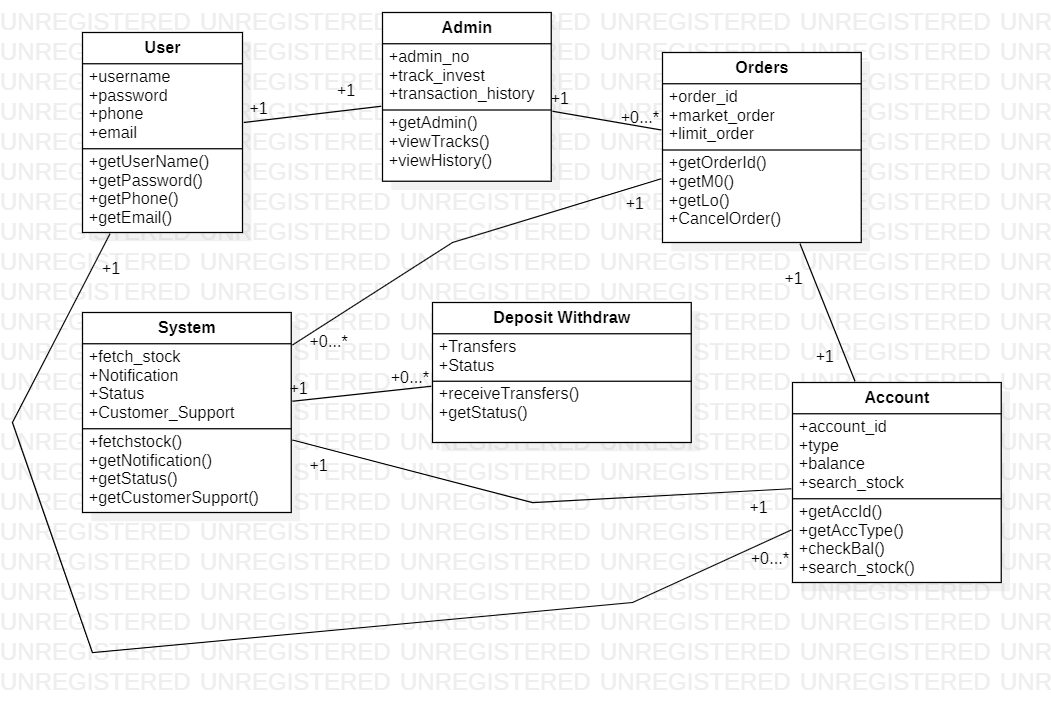 User
+username
+password
+phone
+email
+getUserName()
+getPassword()
+getPhone()
+getEmail()
Admin
+admin_no
+track_invest
+transaction_history
+getAdmin()
+viewTracks()
+viewHistory()
Orders
+order_id
+market_order
+limit_order
+getOrderId()
+getM0()
+getLo()
+CancelOrder()
+1
+1
+1
+0...*
+1
+1
+0...*
+1
+1
System
+fetch_stock
+Notification
+Status
+Customer_Support
+fetchstock()
+getNotification()
+getStatus()
+getCustomerSupport()
+1
+0...*
Deposit Withdraw
+Transfers
+Status
+receiveTransfers()
+getStatus()
Account
+account_id
+type
+balance
+search_stock
+getAccId()
+getAccType()
+checkBal()
+search_stock()
+1
+1
+0...*
UNREGISTERED UNREGISTERED UNREGISTERED UNREGISTERED UNREGISTERED UNR